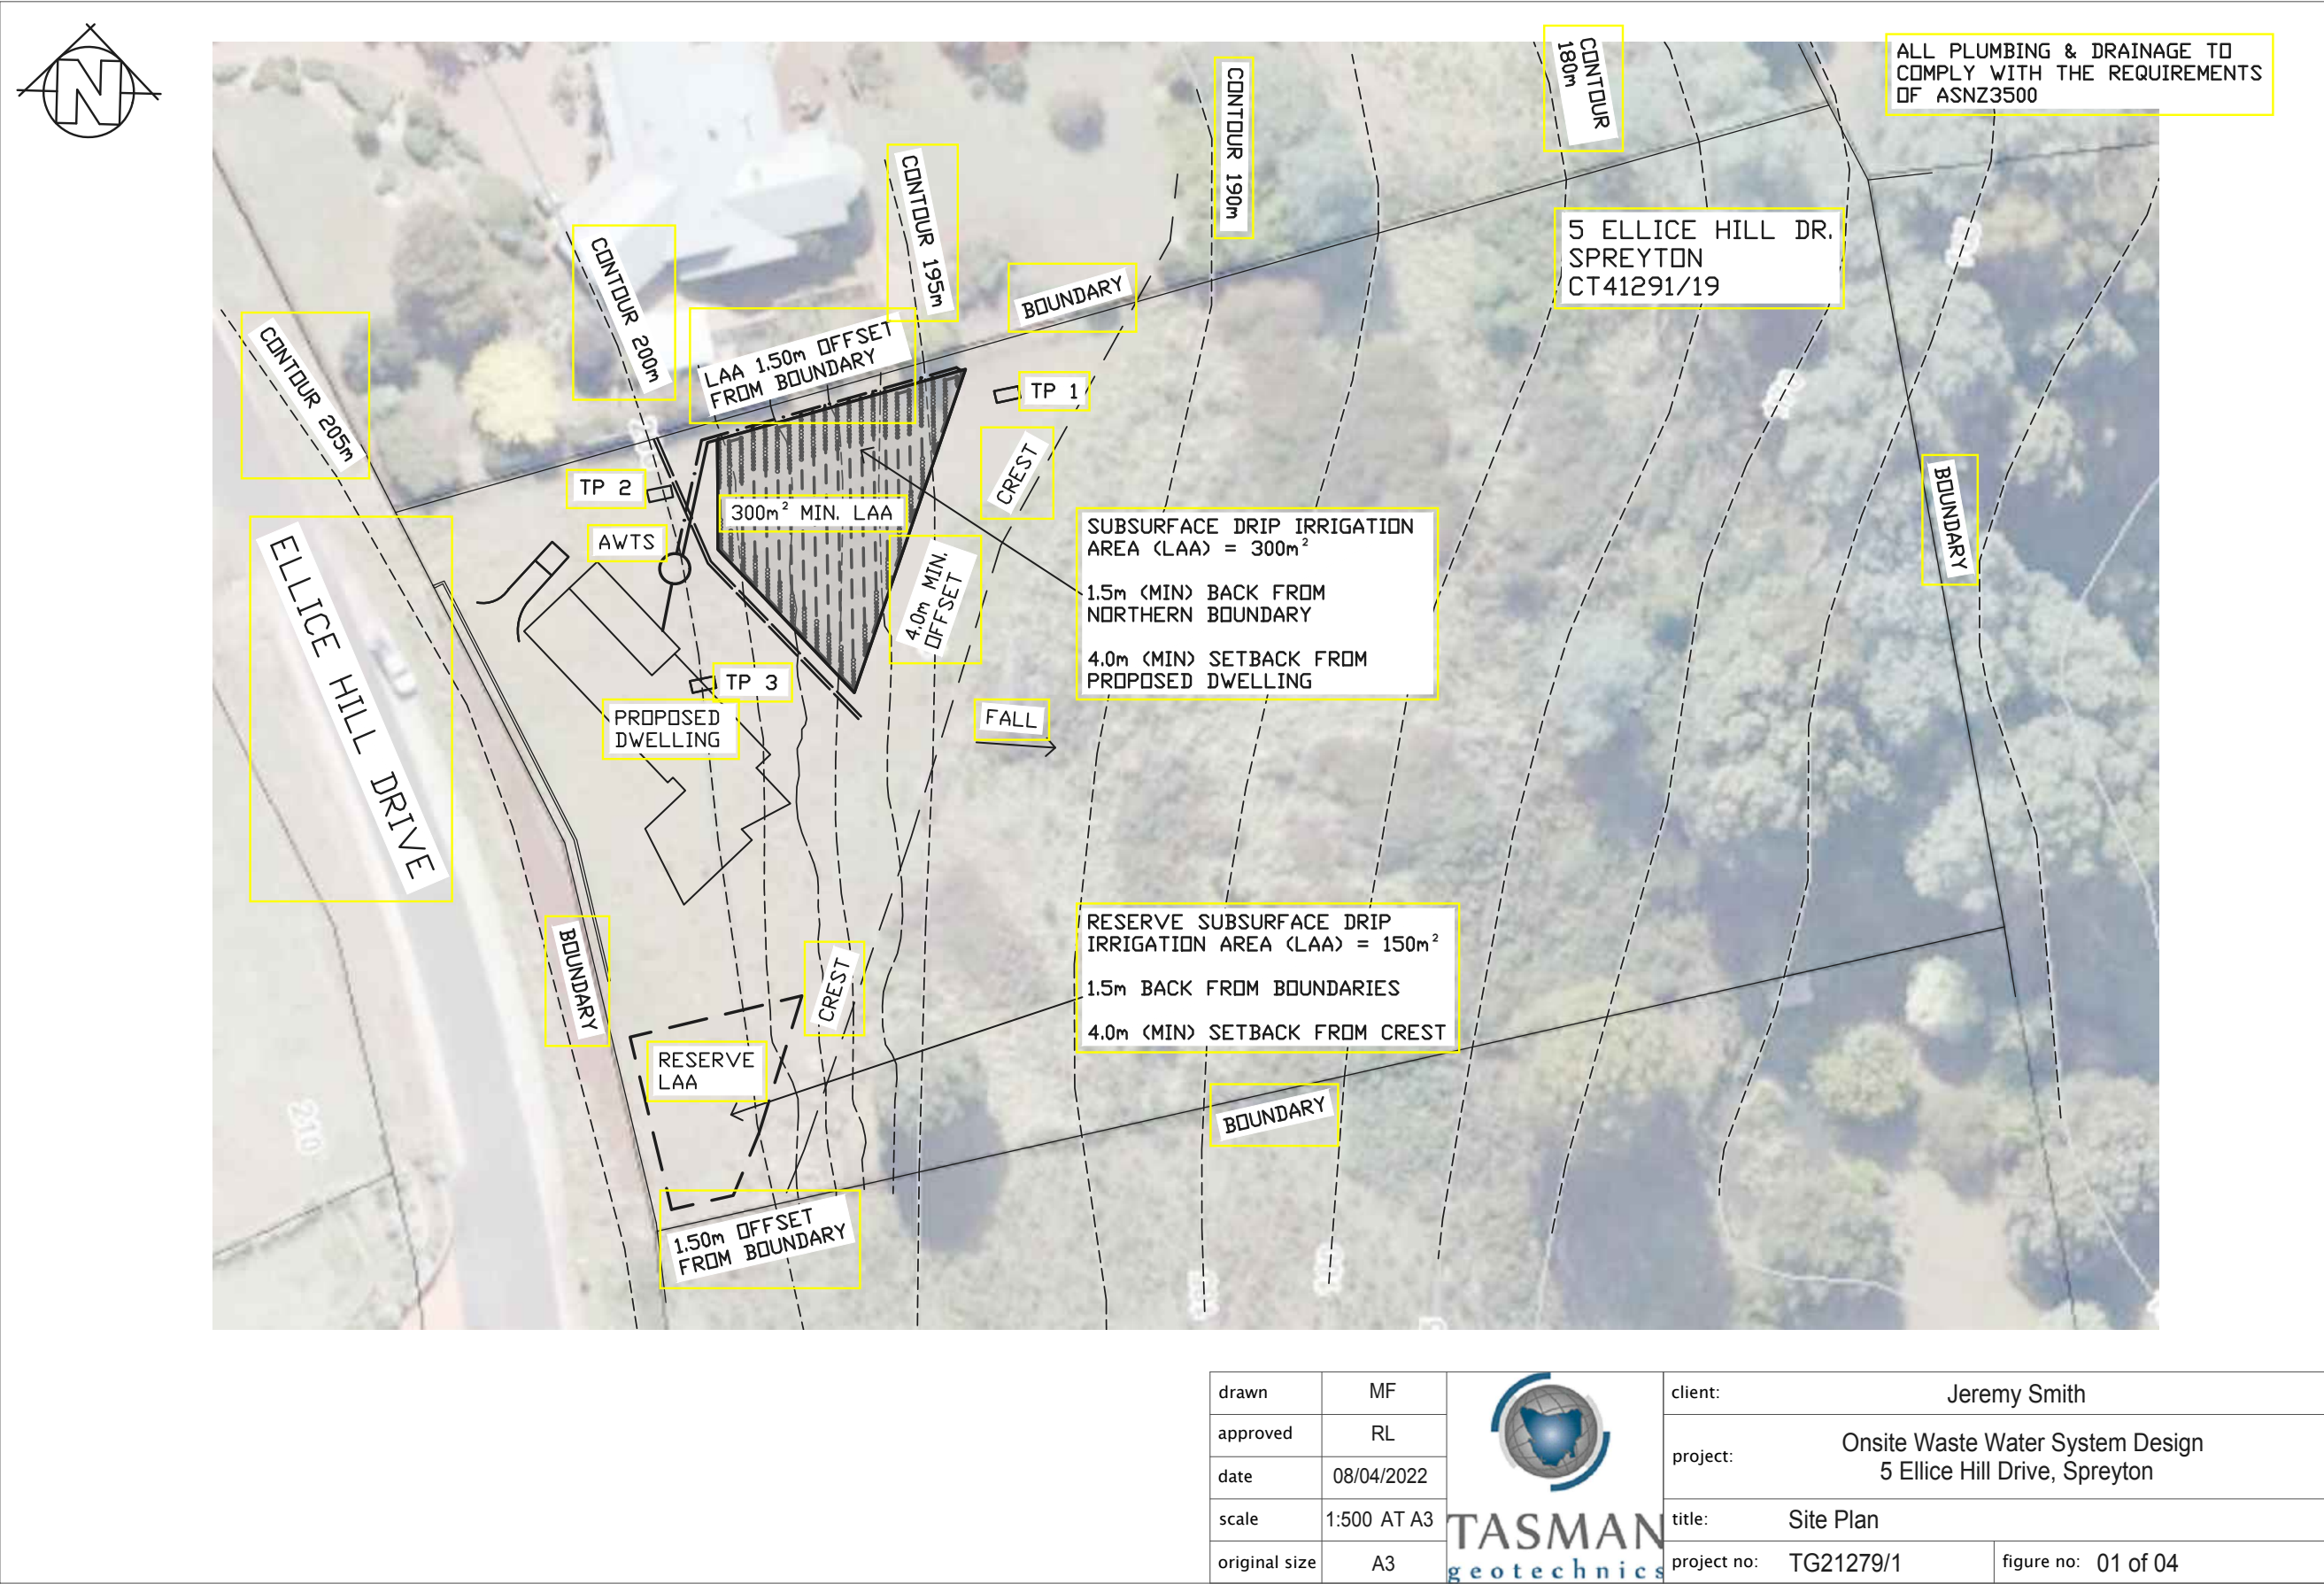 N
ALL PLUMBING & DRAINAGE TO
COMPLY WITH THE REQUIREMENTS
OF ASNZ3500
CONTOUR
180m
CONTOUR 190m
CONTOUR 195m
CONTOUR 200m
CONTOUR 205m
5 ELLICE HILL DR.
SPREYTON
CT41291/19
BOUNDARY
LAA 1.50m OFFSET
FROM BOUNDARY
TP 1
CREST
TP 2
300m² MIN. LAA
AWTS
4.0m MIN.
OFFSET
SUBSURFACE DRIP IRRIGATION
AREA (LAA) = 300m²
1.5m (MIN) BACK FROM
NORTHERN BOUNDARY
4.0m (MIN) SETBACK FROM
PROPOSED DWELLING
BOUNDARY
ELLICE HILL DRIVE
TP 3
PROPOSED
DWELLING
FALL
BOUNDARY
CREST
RESERVE SUBSURFACE DRIP
IRRIGATION AREA (LAA) = 150m²
1.5m BACK FROM BOUNDARIES
4.0m (MIN) SETBACK FROM CREST
RESERVE
LAA
BOUNDARY
210
1.50m OFFSET
FROM BOUNDARY
drawn MF
approved RL
date 08/04/2022
scale 1:500 AT A3
original size A3
TASMAN
geotechnics
client: Jeremy Smith
project: Onsite Waste Water System Design
5 Ellice Hill Drive, Spreyton
title: Site Plan
project no: TG21279/1
figure no: 01 of 04